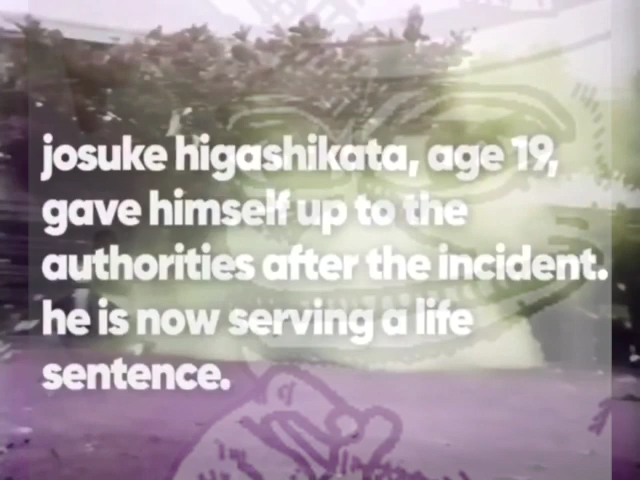 josuke higashikata, age 19,
gave himself up to the
authorities after the incident.
he is now serving a life
sentence.